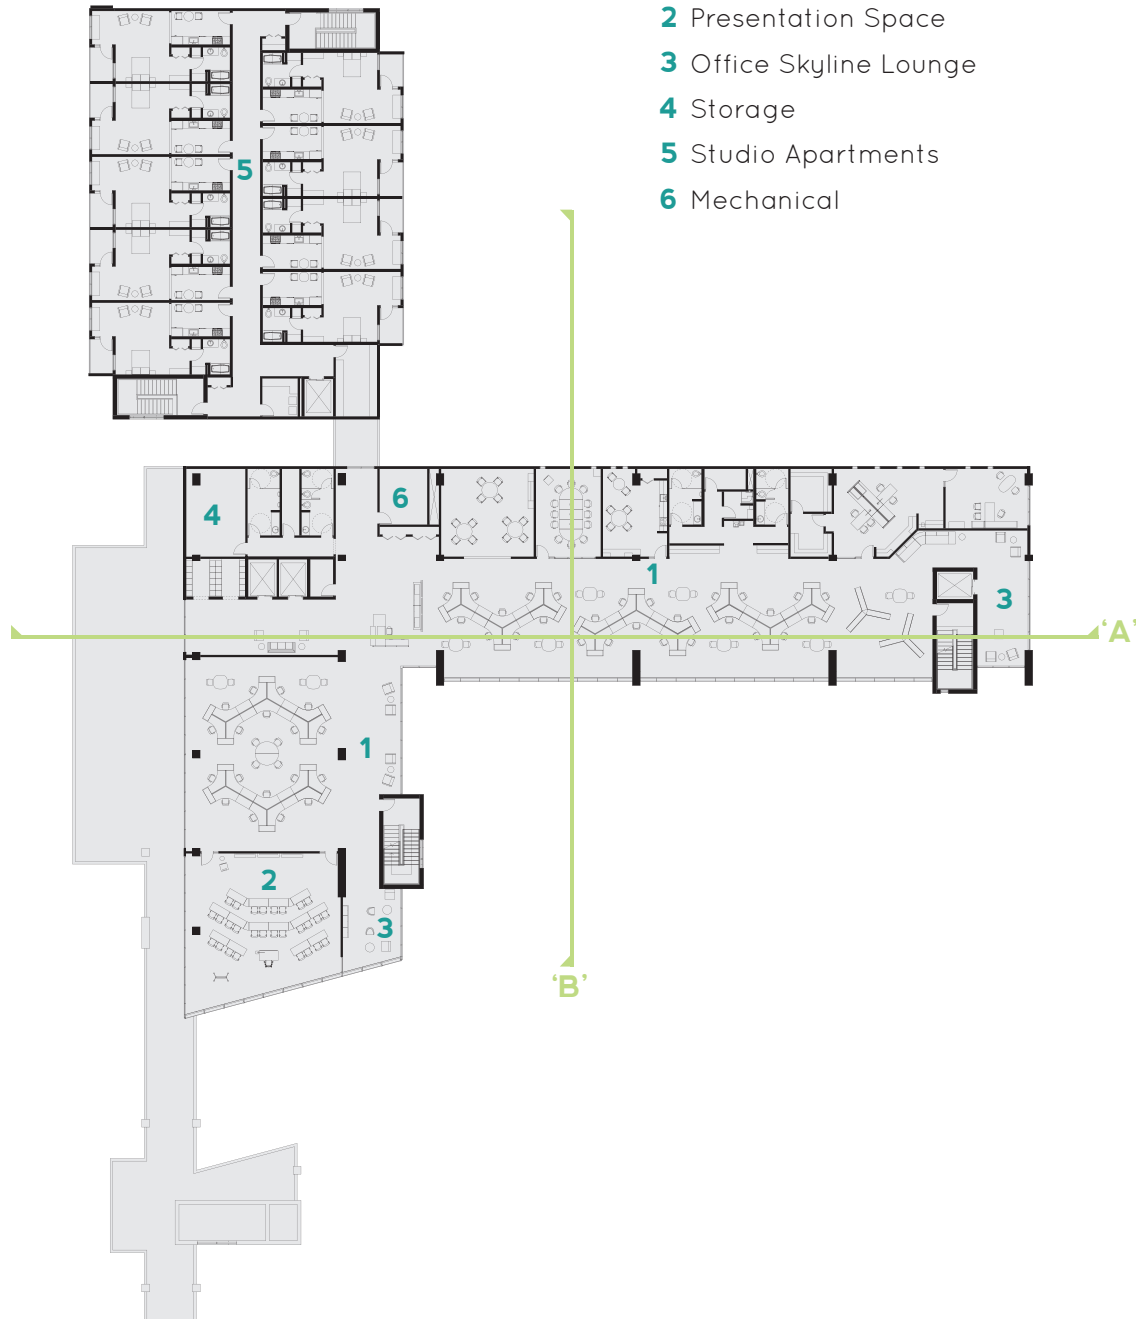 2 Presentation Space
3 Office Skyline Lounge
4 Storage
5 Studio Apartments
6 Mechanical
5
4
6
1
3
'A'
1
2
3
'B'